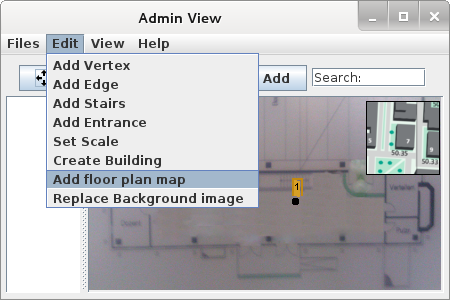 Admin View
Files Edit View Help
Add Search:
Add Vertex
Add Edge
Add Stairs
Add Entrance
Set Scale
Create Building
Add floor plan map
Replace Background image
1
7
50.35
50.33